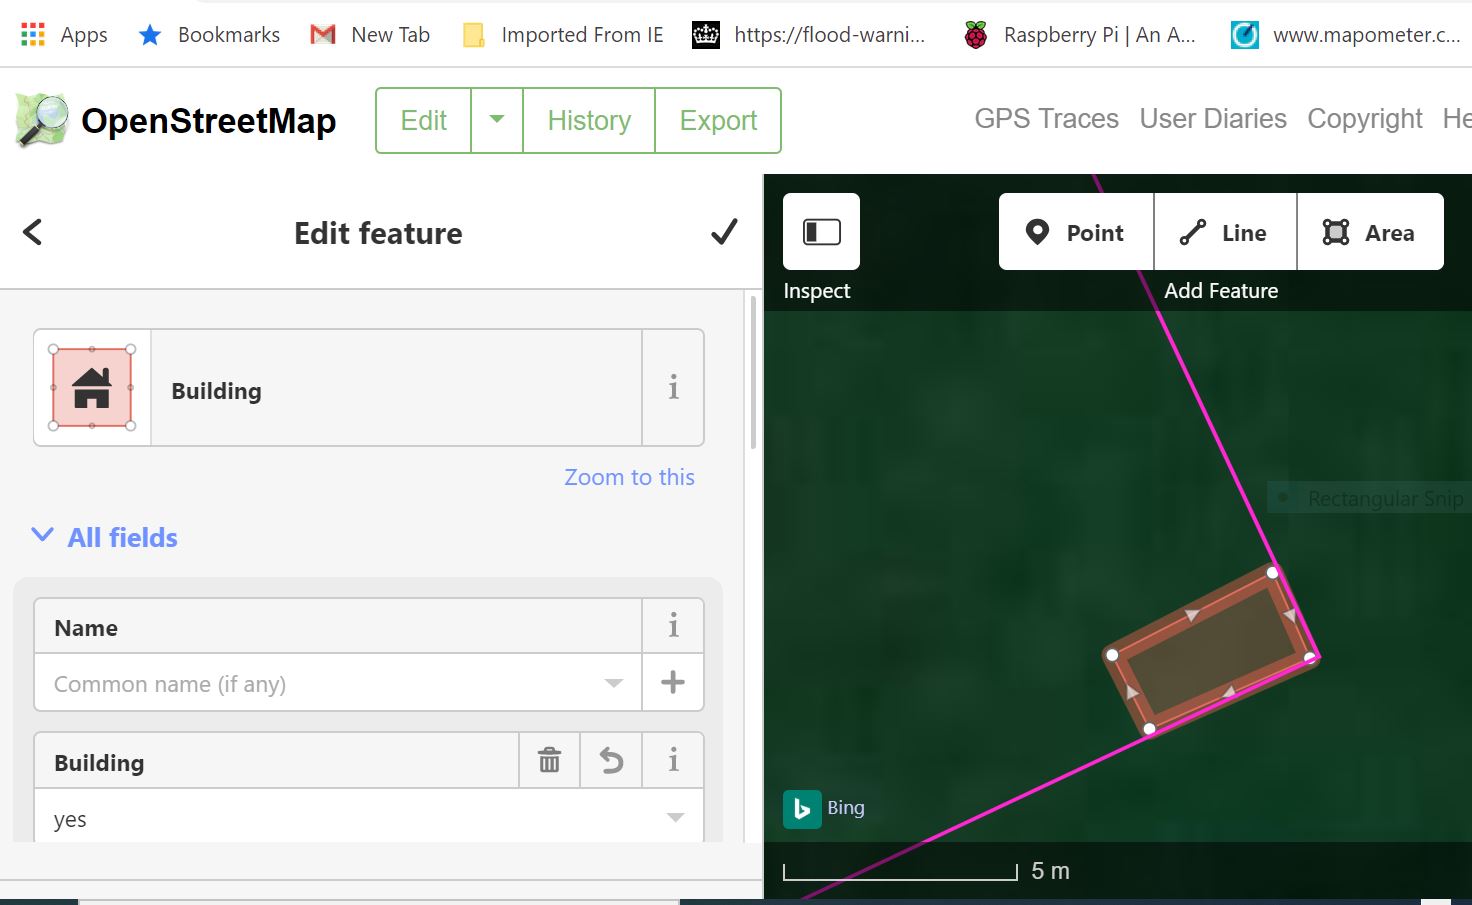 Apps Bookmarks New Tab Imported From IE https://flood-warni... Raspberry Pi | An A... www.mapometer.c...
OpenStreetMap Edit History Export GPS Traces User Diaries Copyright He
Edit feature
Point Line Area
Inspect Add Feature
Building i
Zoom to this
All fields
Rectangular Snip
Name i
Common name (if any)
Building i
yes
Bing
5 m